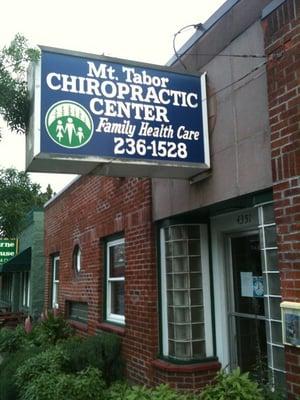 Mt. Tabor
CHIROPRACTIC
CENTER
Family Health Care
236-1528
4351